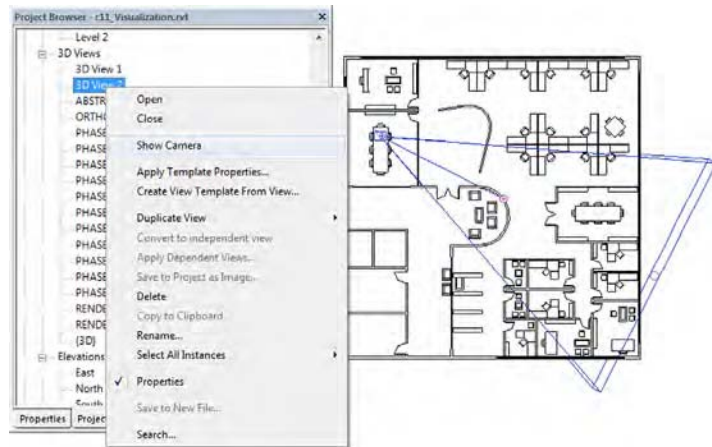 Project Browser - c11_Visualization.rvt
Level 2
3D Views
3D View 1
3D View 2
ABSTR
ORTHO
PHASE
PHASE
PHASE
PHASE
PHASE
PHASE
PHASE
PHASE
PHASE
PHASE
RENDE
RENDE
{3D}
Elevations
East
North
South
Properties
Projec
Open
Close
Show Camera
Apply Template Properties...
Create View Template From View...
Duplicate View
Convert to independent view
Apply Dependent Views...
Save to Project as Image...
Delete
Copy to Clipboard
Rename...
Select All Instances
Properties
Save to New File...
Search...